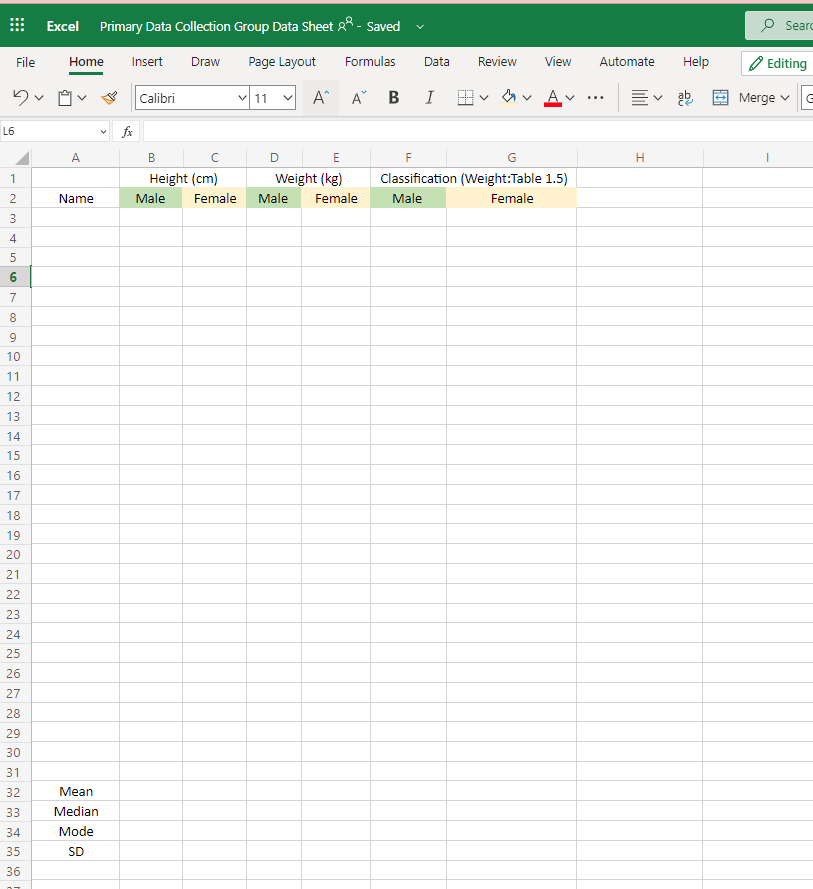 Excel Primary Data Collection Group Data Sheet - Saved Searc
File Home Insert Draw Page Layout Formulas Data Review View Automate Help Editing
Calibri 11 A A B I A ab Merge G
L6 fx
A B C D E F G H I
1 Height (cm) Weight (kg) Classification (Weight:Table 1.5)
2 Name Male Female Male Female Male Female
3
4
5
6
7
8
9
10
11
12
13
14
15
16
17
18
19
20
21
22
23
24
25
26
27
28
29
30
31
32 Mean
33 Median
34 Mode
35 SD
36